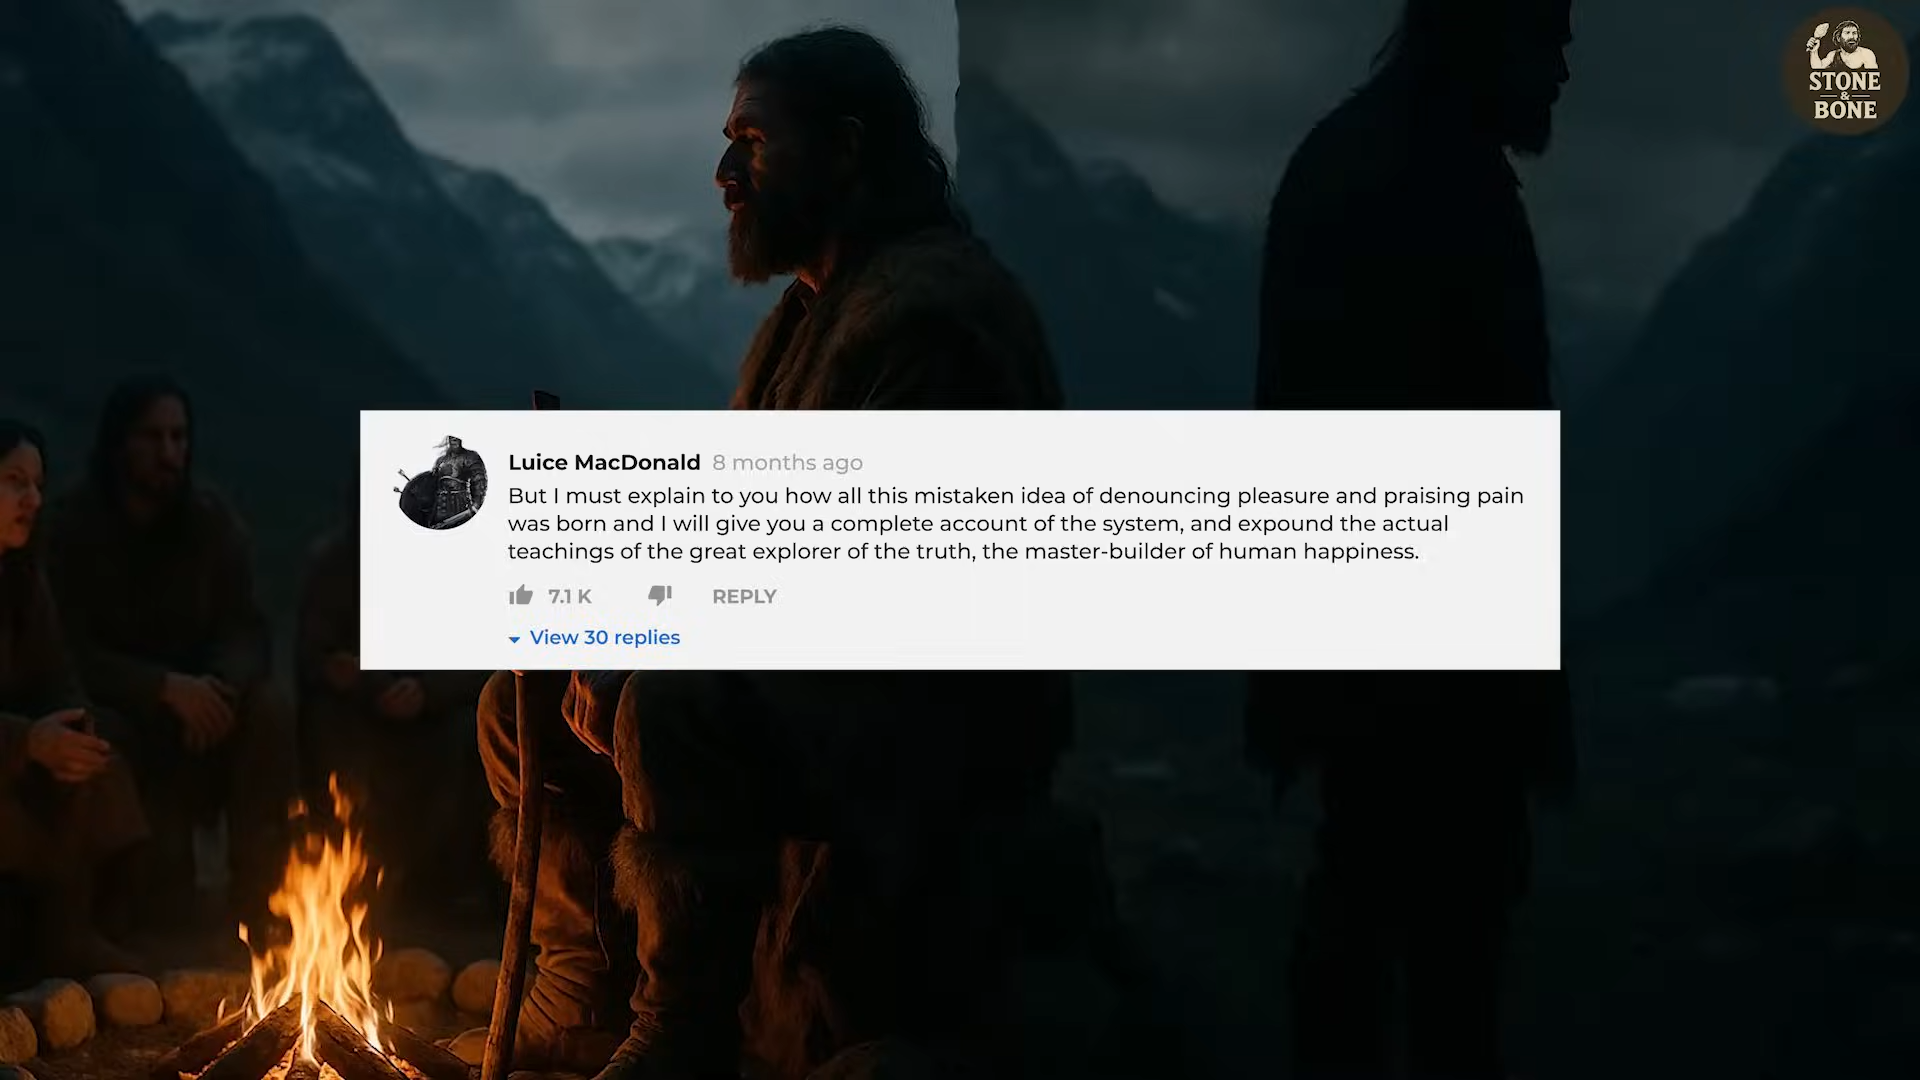 STONE
&
BONE
Luice MacDonald 8 months ago
But I must explain to you how all this mistaken idea of denouncing pleasure and praising pain
was born and I will give you a complete account of the system, and expound the actual
teachings of the great explorer of the truth, the master-builder of human happiness.
7.1 K REPLY
View 30 replies